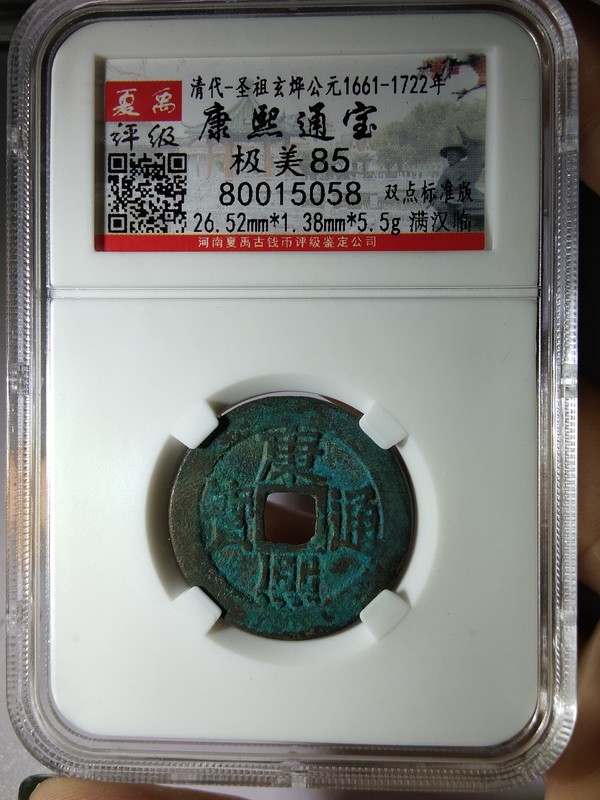 夏禹
评级
清代-圣祖玄烨公元1661-1722年
康熙通宝
极美85
80015058 双点标准版
26.52mm*1.38mm*5.5g 满汉临
河南夏禹古钱币评级鉴定公司
康熙通寶